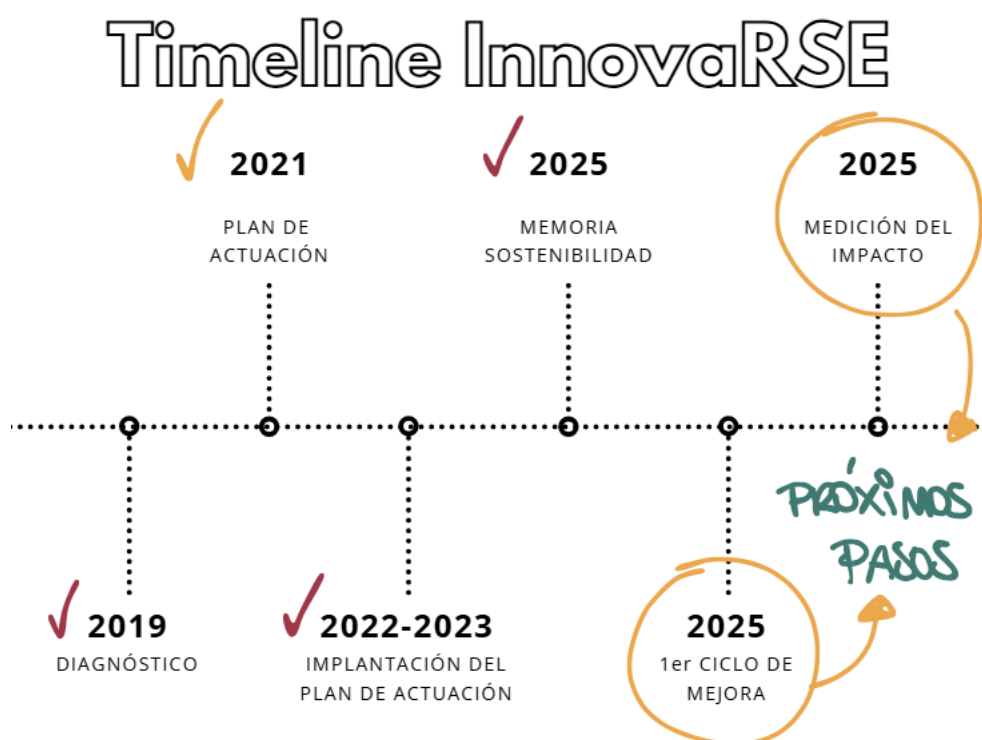 Timeline InnovaRSE
2021
PLAN DE
ACTUACIÓN
2025
MEMORIA
SOSTENIBILIDAD
2025
MEDICIÓN DEL
IMPACTO
PRÓXIMOS
PASOS
2019
DIAGNÓSTICO
2022-2023
IMPLANTACIÓN DEL
PLAN DE ACTUACIÓN
2025
1er CICLO DE
MEJORA